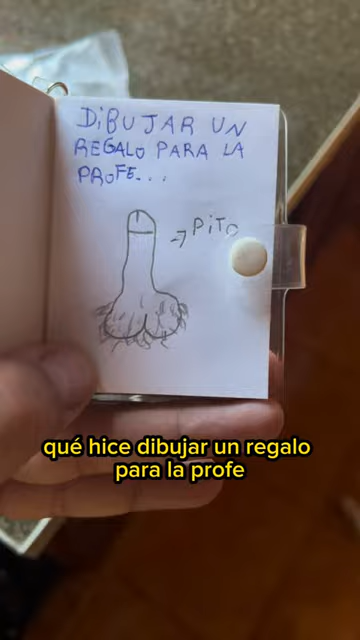 DiBUJAR UN
REGALO PARA LA
PROFE...
→ PiTO
qué hice dibujar un regalo
para la profe